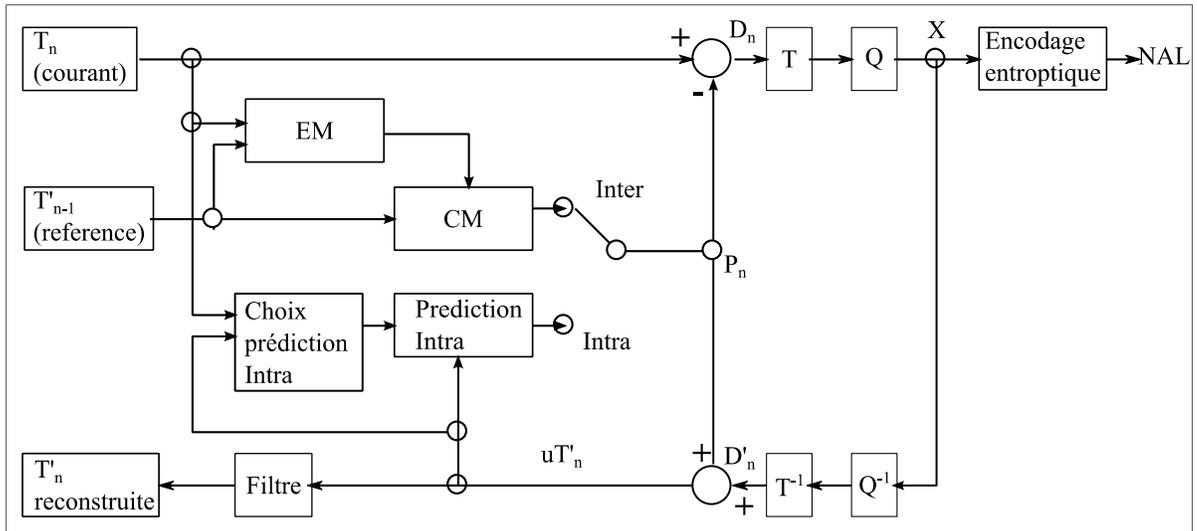 Tn
(courant)
+
-
Dn
T
Q
X
Encodage
entroptique
NAL
EM
T'n-1
(reference)
CM
Inter
Pn
Choix
prédiction
Intra
Prediction
Intra
Intra
T'n
reconstruite
Filtre
uT'n
+
D'n
+
T-1
Q-1